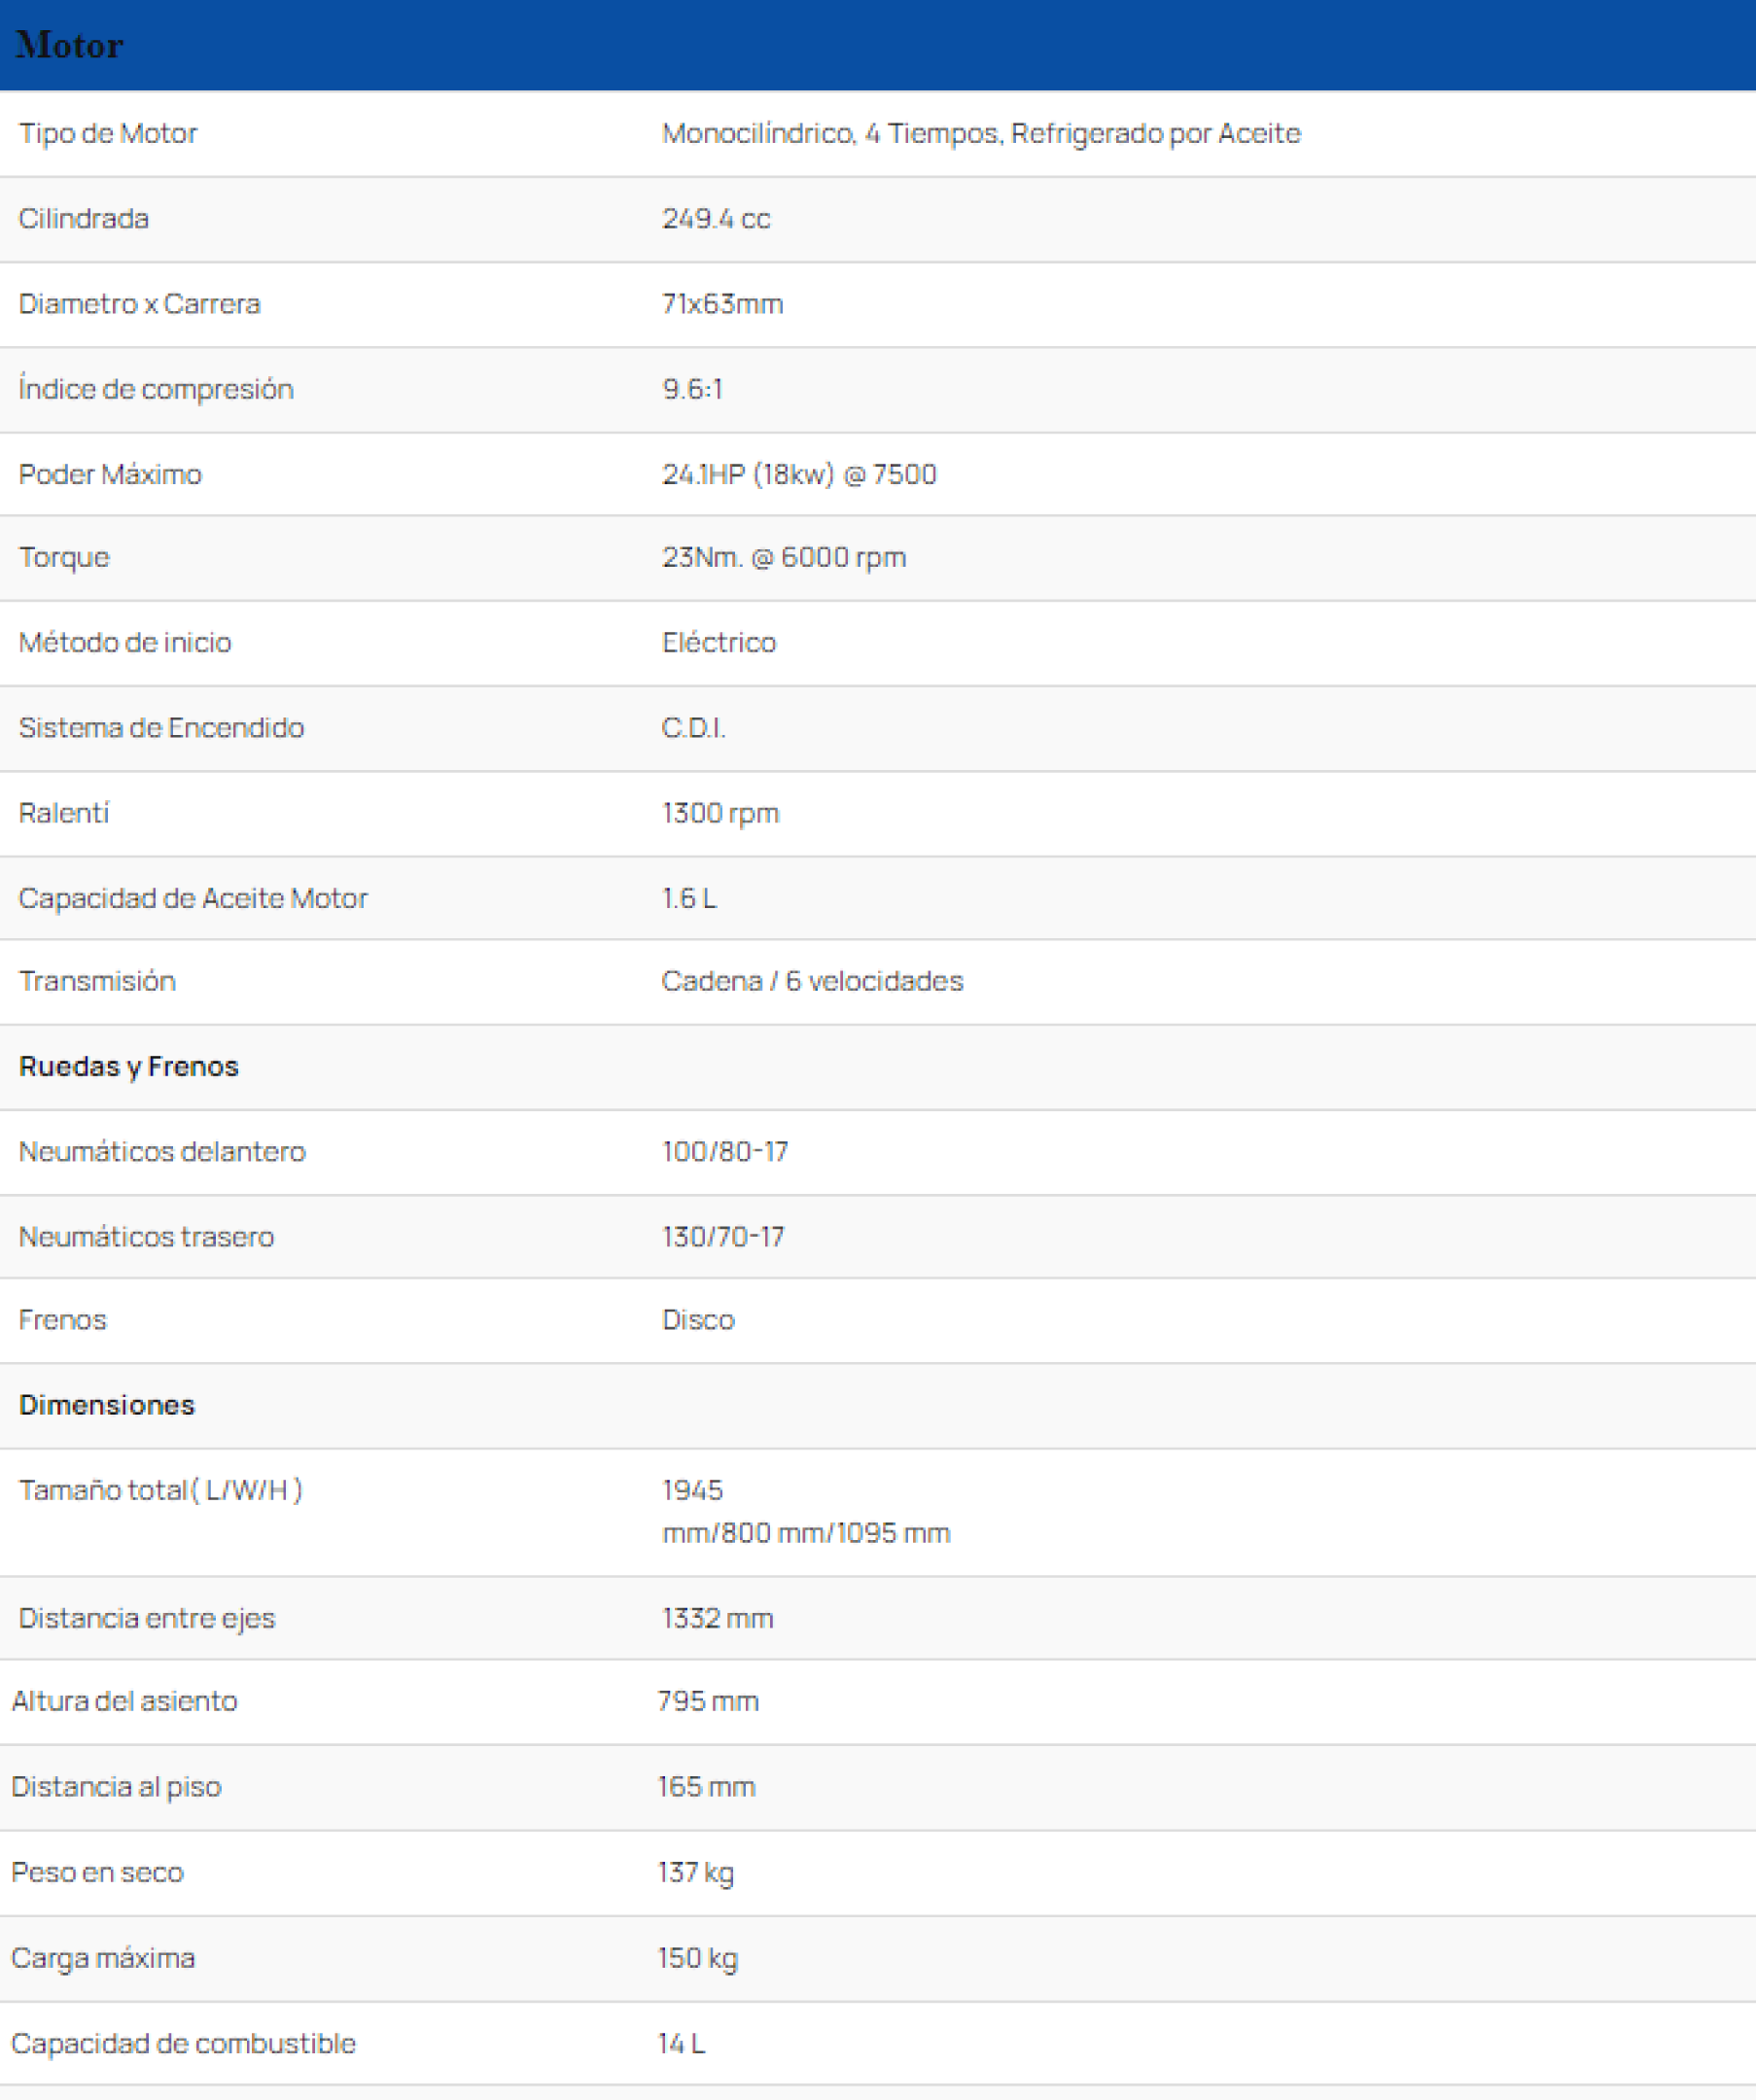 Motor
Tipo de Motor Monocilíndrico, 4 Tiempos, Refrigerado por Aceite
Cilindrada 249.4 cc
Diametro x Carrera 71x63mm
Índice de compresión 9.6:1
Poder Máximo 24.1HP (18kw) @ 7500
Torque 23Nm. @ 6000 rpm
Método de inicio Eléctrico
Sistema de Encendido C.D.I.
Ralentí 1300 rpm
Capacidad de Aceite Motor 1.6 L
Transmisión Cadena / 6 velocidades
Ruedas y Frenos
Neumáticos delantero 100/80-17
Neumáticos trasero 130/70-17
Frenos Disco
Dimensiones
Tamaño total( L/W/H ) 1945
mm/800 mm/1095 mm
Distancia entre ejes 1332 mm
Altura del asiento 795 mm
Distancia al piso 165 mm
Peso en seco 137 kg
Carga máxima 150 kg
Capacidad de combustible 14 L